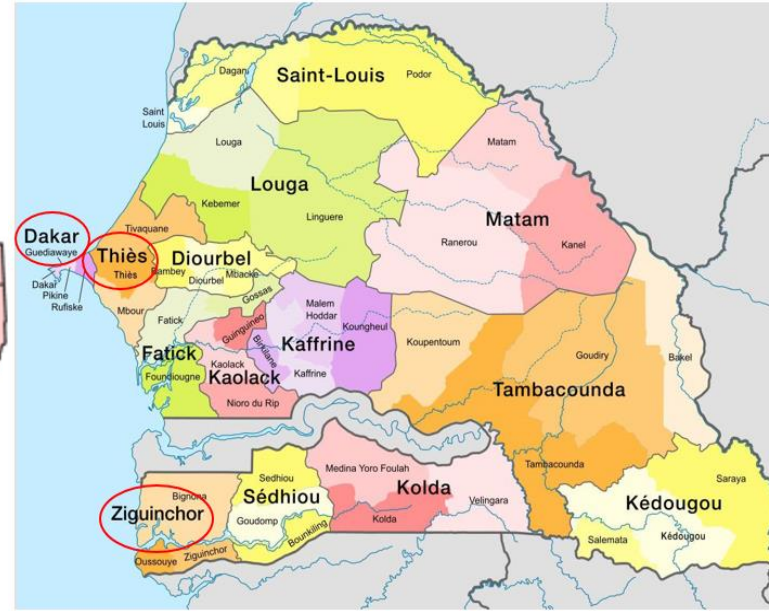 Saint-Louis
Dagan
Podor
Saint
Louis
Louga
Matam
Louga
Kebemer
Linguere
Matam
Ranerou
Kanel
Tivaquane
Dakar
Guediawaye
Thiès
Thiès
Diourbel
Bambey
Mbacke
Diourbel
Dakar
Pikine
Rufiske
Gossas
Mbour
Malem
Hoddar
Koungheul
Fatick
Guinguineo
Birkilane
Kaffrine
Koupentoum
Goudiry
Bakel
Fatick
Kaolack
Kaolack
Kaffrine
Foundiougne
Nioro du Rip
Tambacounda
Tambacounda
Medina Yoro Foulah
Sedhiou
Saraya
Bignona
Sédhiou
Kolda
Velingara
Ziguinchor
Goudomp
Kolda
Kédougou
Bounkiling
Salemata
Kédougou
Oussouye
Ziguinchor